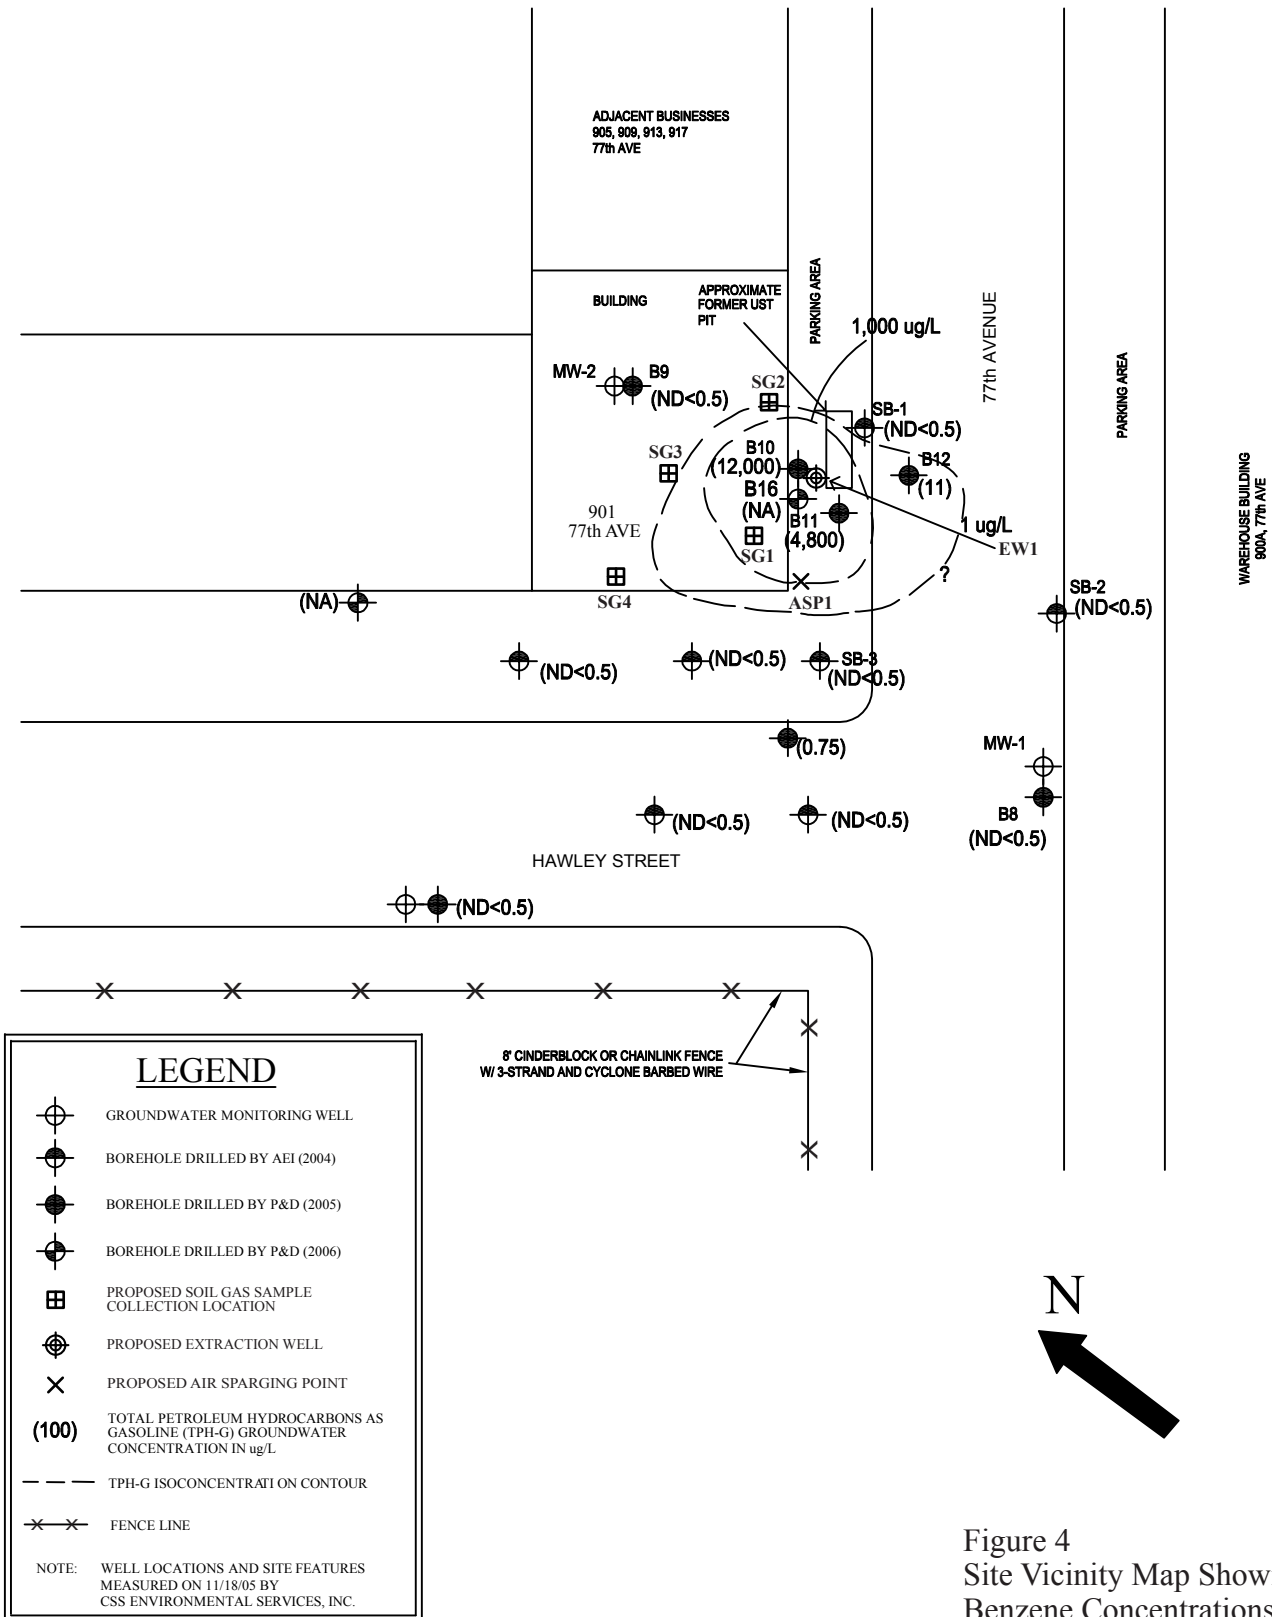 ADJACENT BUSINESSES
905, 909, 913, 917
77th AVE
BUILDING
APPROXIMATE
FORMER UST
PIT
PARKING AREA
1,000 ug/L
77th AVENUE
PARKING AREA
WAREHOUSE BUILDING
900A, 77th AVE
MW-2
B9
(ND<0.5)
SG2
SB-1
(ND<0.5)
SG3
B10
(12,000)
B12
(11)
B16
(NA)
901
77th AVE
B11
(4,800)
1 ug/L
EW1
SG1
?
SG4
ASP1
SB-2
(ND<0.5)
(NA)
(ND<0.5)
(ND<0.5)
SB-3
(ND<0.5)
(0.75)
MW-1
B8
(ND<0.5)
(ND<0.5)
(ND<0.5)
HAWLEY STREET
(ND<0.5)
8' CINDERBLOCK OR CHAINLINK FENCE
W/ 3-STRAND AND CYCLONE BARBED WIRE
LEGEND
GROUNDWATER MONITORING WELL
BOREHOLE DRILLED BY AEI (2004)
BOREHOLE DRILLED BY P&D (2005)
BOREHOLE DRILLED BY P&D (2006)
PROPOSED SOIL GAS SAMPLE
COLLECTION LOCATION
PROPOSED EXTRACTION WELL
PROPOSED AIR SPARGING POINT
(100)
TOTAL PETROLEUM HYDROCARBONS AS
GASOLINE (TPH-G) GROUNDWATER
CONCENTRATION IN ug/L
TPH-G ISOCONCENTRATION CONTOUR
FENCE LINE
NOTE: WELL LOCATIONS AND SITE FEATURES
MEASURED ON 11/18/05 BY
CSS ENVIRONMENTAL SERVICES, INC.
N
Figure 4
Site Vicinity Map Show
Benzene Concentrations